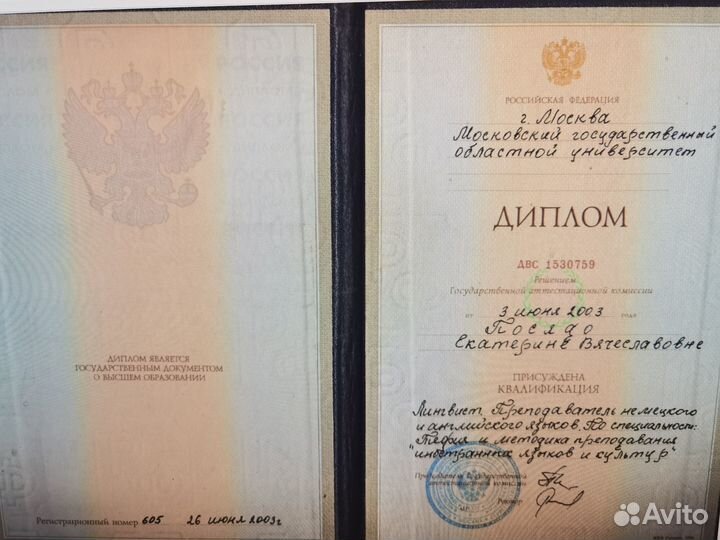 ДИПЛОМ ЯВЛЯЕТСЯ
ГОСУДАРСТВЕННЫМ ДОКУМЕНТОМ
О ВЫСШЕМ ОБРАЗОВАНИИ
Регистрационный номер 605 26 июня 2003г
РОССИЙСКАЯ ФЕДЕРАЦИЯ
г. Москва
Московский государственный
областной университет
ДИПЛОМ
ДВС 1530759
Решением
Государственной аттестационной комиссии
от 3 июня 2003 года
Екатерине Вячеславовне
ПРИСУЖДЕНА
КВАЛИФИКАЦИЯ
Лингвист. Преподаватель немецкого
и английского языков. По специальности:
"Теория и методика преподавания
иностранных языков и культур"
Председатель Государственной
аттестационной комиссии
Ректор
Avito